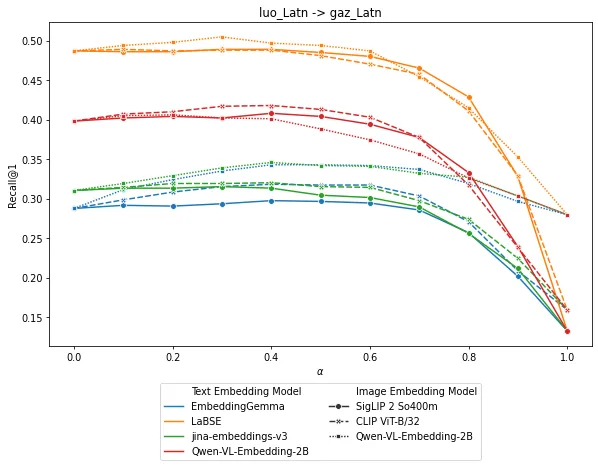 luo_Latn -> gaz_Latn
Recall@1
0.50
0.45
0.40
0.35
0.30
0.25
0.20
0.15
0.0
0.2
0.4
0.6
0.8
1.0
α
Text Embedding Model
EmbeddingGemma
LaBSE
jina-embeddings-v3
Qwen-VL-Embedding-2B
Image Embedding Model
SigLIP 2 So400m
CLIP ViT-B/32
Qwen-VL-Embedding-2B